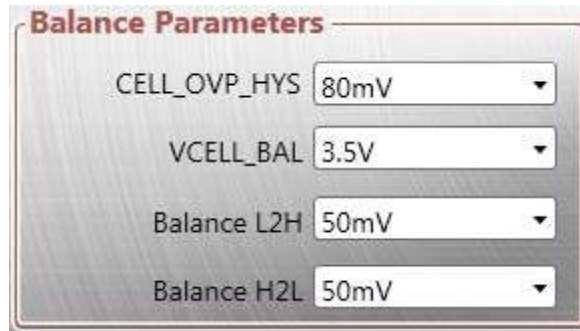 Balance Parameters
CELL_OVP_HYS 80mV
VCELL_BAL 3.5V
Balance L2H 50mV
Balance H2L 50mV